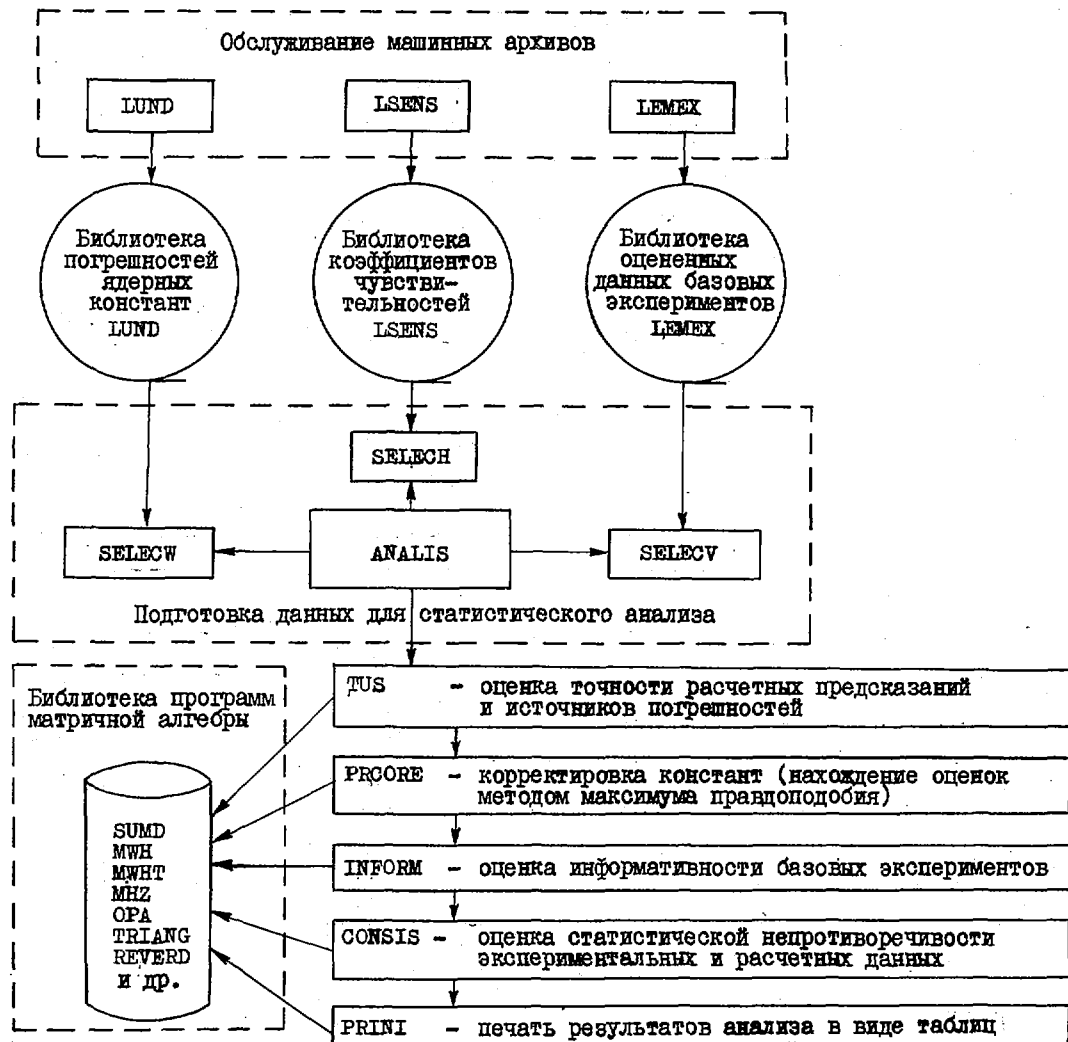 Обслуживание машинных архивов
LUND
LSENS
LEMEX
Библиотека
погрешностей
ядерных
констант
LUND
Библиотека
коэффициентов
чувстви-
тельностей
LSENS
Библиотека
оцененных
данных базовых
экспериментов
LEMEX
SELECH
SELECW
ANALIS
SELECV
Подготовка данных для статистического анализа
Библиотека программ
матричной алгебры
SUMD
MWH
MWHT
MHZ
OPA
TRIANG
REVERD
и др.
TUS - оценка точности расчетных предсказаний
и источников погрешностей
PRCORE - корректировка констант (нахождение оценок
методом максимума правдоподобия)
INFORM - оценка информативности базовых экспериментов
CONSIS - оценка статистической непротиворечивости
экспериментальных и расчетных данных
PRINI - печать результатов анализа в виде таблиц